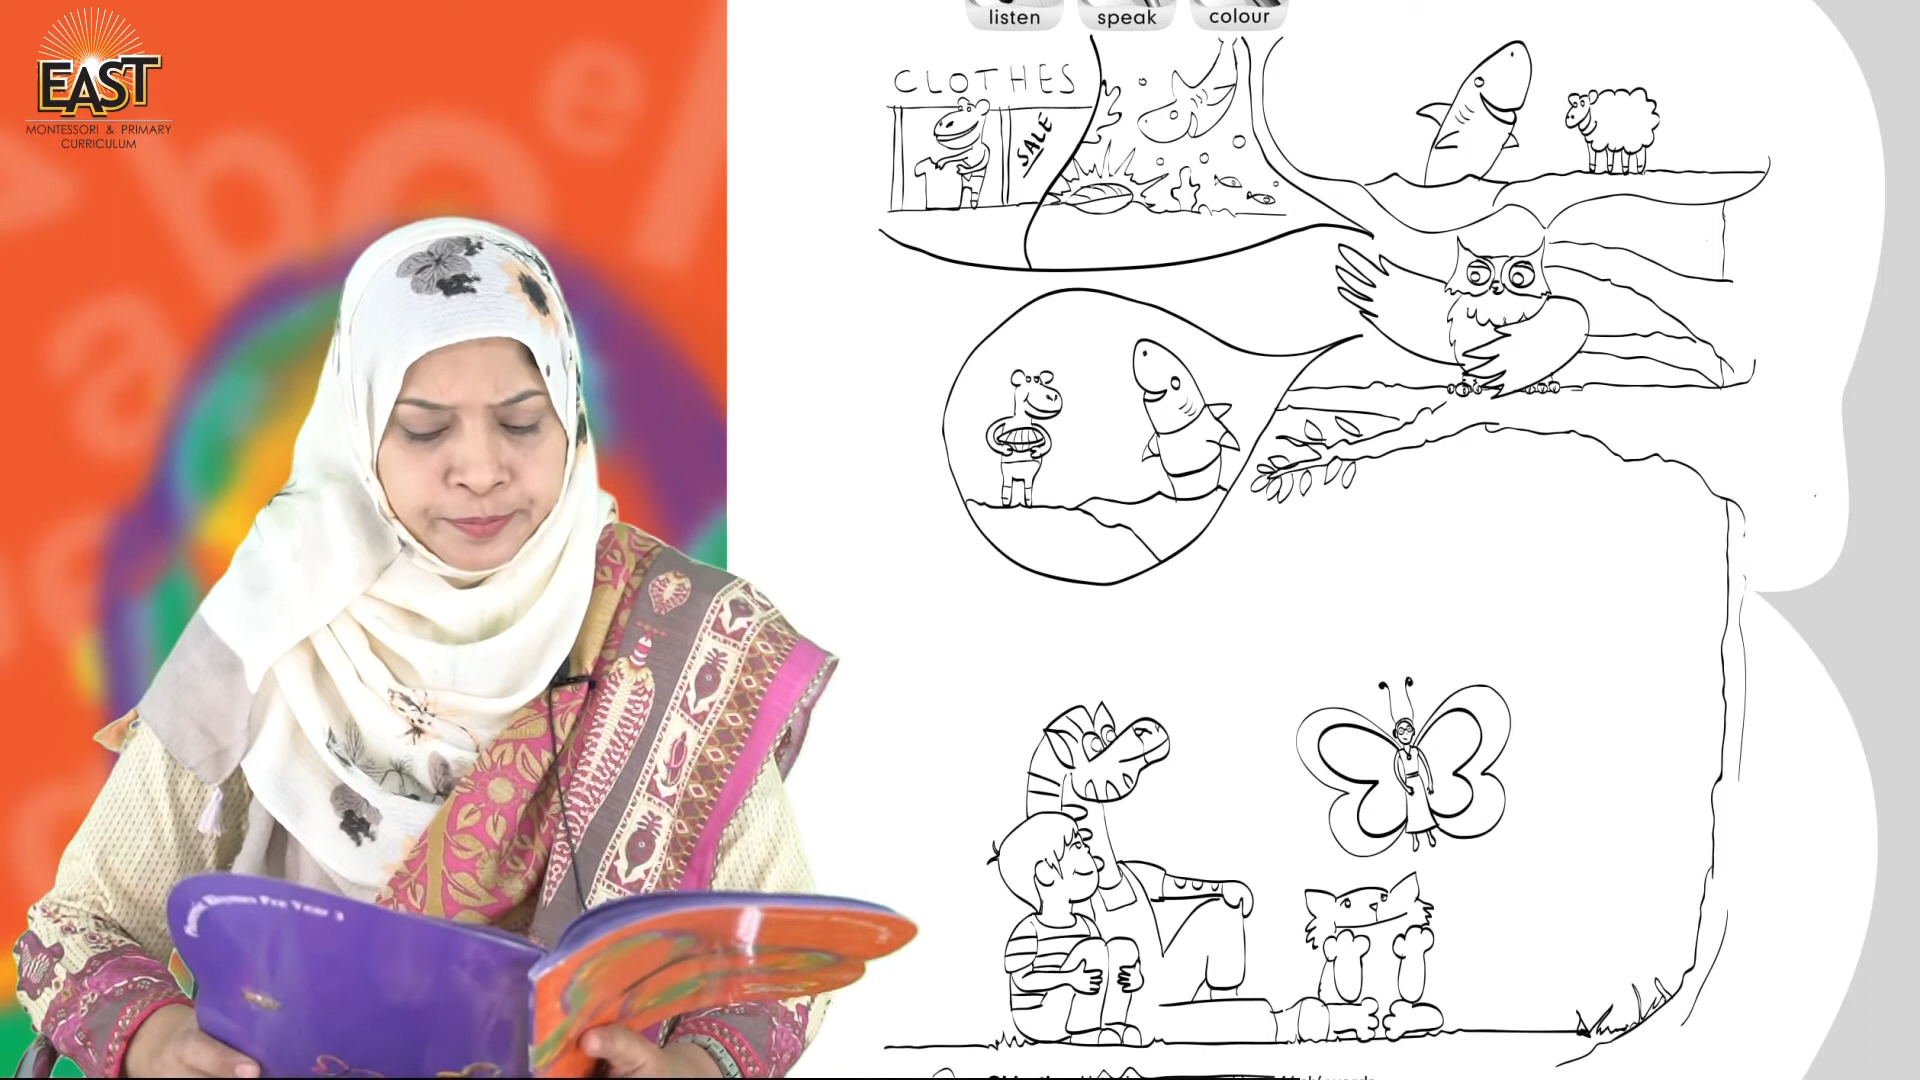 EAST
MONTESSORI & PRIMARY
CURRICULUM
listen
speak
colour
CLOTHES
SALE